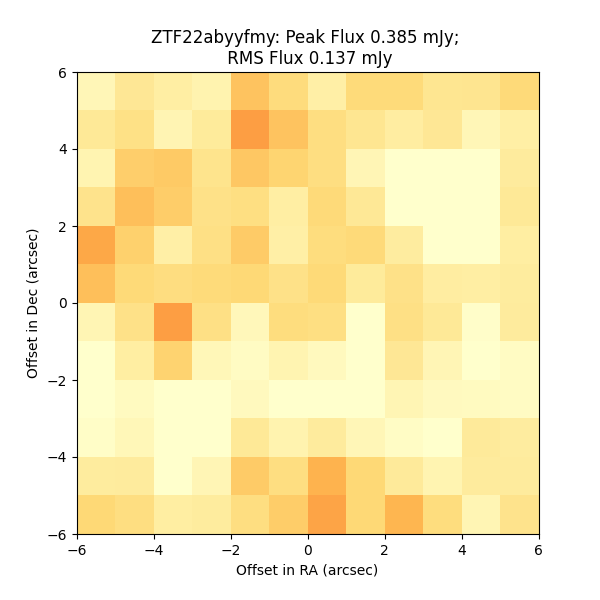 ZTF22abyyfmy: Peak Flux 0.385 mJy;
RMS Flux 0.137 mJy
6
4
2
0
−2
−4
−6
Offset in Dec (arcsec)
−6 −4 −2 0 2 4 6
Offset in RA (arcsec)